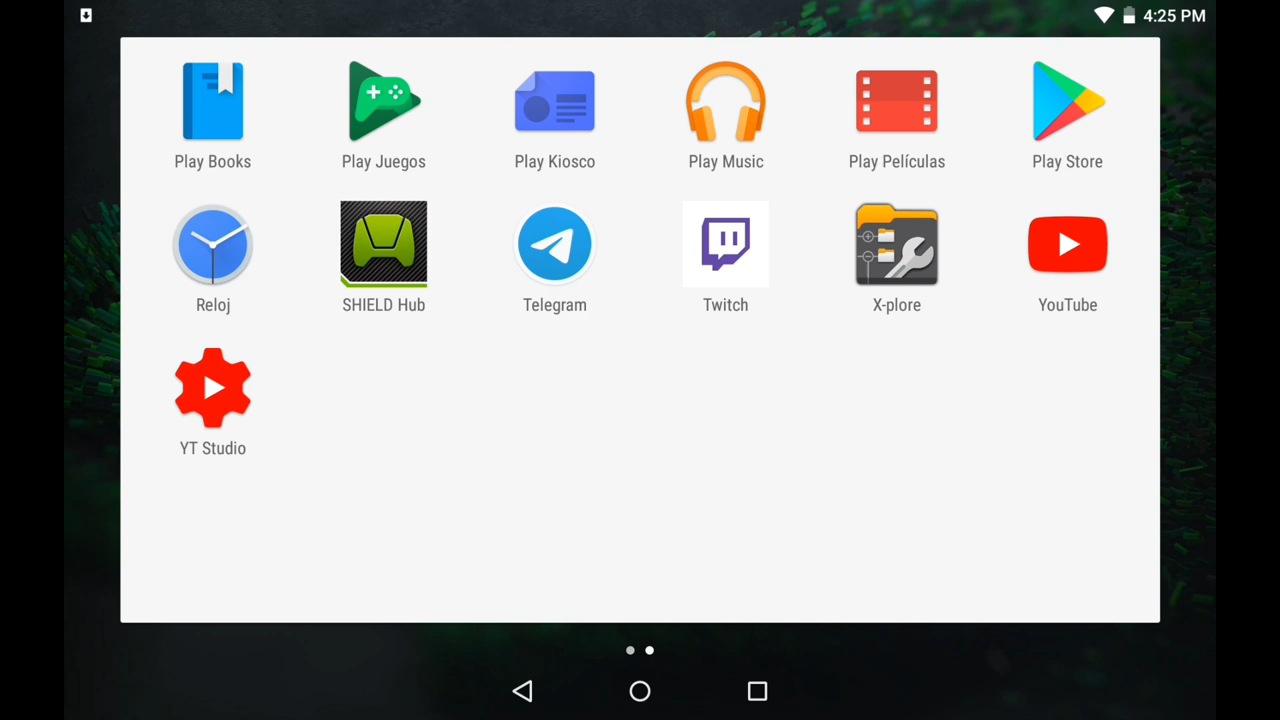 4:25 PM
Play Books
Play Juegos
Play Kiosco
Play Music
Play Películas
Play Store
Reloj
SHIELD Hub
Telegram
Twitch
X-plore
YouTube
YT Studio